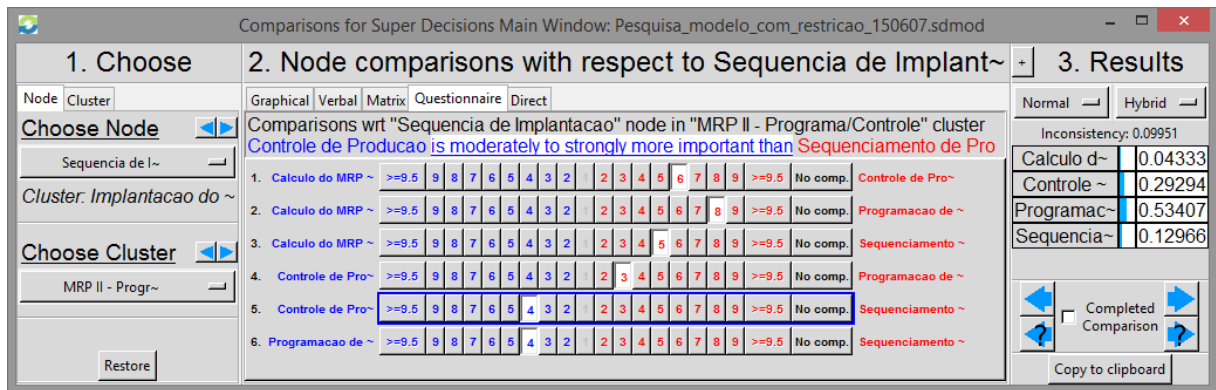 Comparisons for Super Decisions Main Window: Pesquisa_modelo_com_restricao_150607.sdmod
1. Choose
Node Cluster
Choose Node
Sequencia de I~
Cluster: Implantacao do ~
Choose Cluster
MRP II - Progr~
Restore
2. Node comparisons with respect to Sequencia de Implant~
Graphical Verbal Matrix Questionnaire Direct
Comparisons wrt "Sequencia de Implantacao" node in "MRP II - Programa/Controle" cluster
Controle de Producao is moderately to strongly more important than Sequenciamento de Pro
1. Calculo do MRP ~ >=9.5 9 8 7 6 5 4 3 2 1 2 3 4 5 6 7 8 9 >=9.5 No comp. Controle de Pro~
2. Calculo do MRP ~ >=9.5 9 8 7 6 5 4 3 2 1 2 3 4 5 6 7 8 9 >=9.5 No comp. Programacao de ~
3. Calculo do MRP ~ >=9.5 9 8 7 6 5 4 3 2 1 2 3 4 5 6 7 8 9 >=9.5 No comp. Sequenciamento ~
4. Controle de Pro~ >=9.5 9 8 7 6 5 4 3 2 1 2 3 4 5 6 7 8 9 >=9.5 No comp. Programacao de ~
5. Controle de Pro~ >=9.5 9 8 7 6 5 4 3 2 1 2 3 4 5 6 7 8 9 >=9.5 No comp. Sequenciamento ~
6. Programacao de ~ >=9.5 9 8 7 6 5 4 3 2 1 2 3 4 5 6 7 8 9 >=9.5 No comp. Sequenciamento ~
+ 3. Results
Normal Hybrid
Inconsistency: 0.09951
Calculo d~ 0.04333
Controle ~ 0.29294
Programac~ 0.53407
Sequencia~ 0.12966
Completed
Comparison
? ?
Copy to clipboard